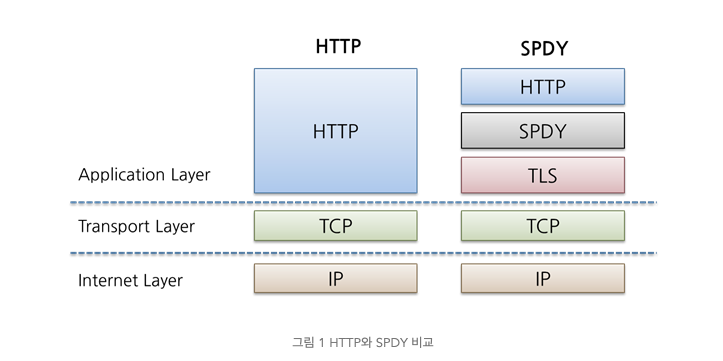 HTTP SPDY
HTTP
HTTP
SPDY
Application Layer TLS
Transport Layer TCP TCP
Internet Layer IP IP
그림 1 HTTP와 SPDY 비교